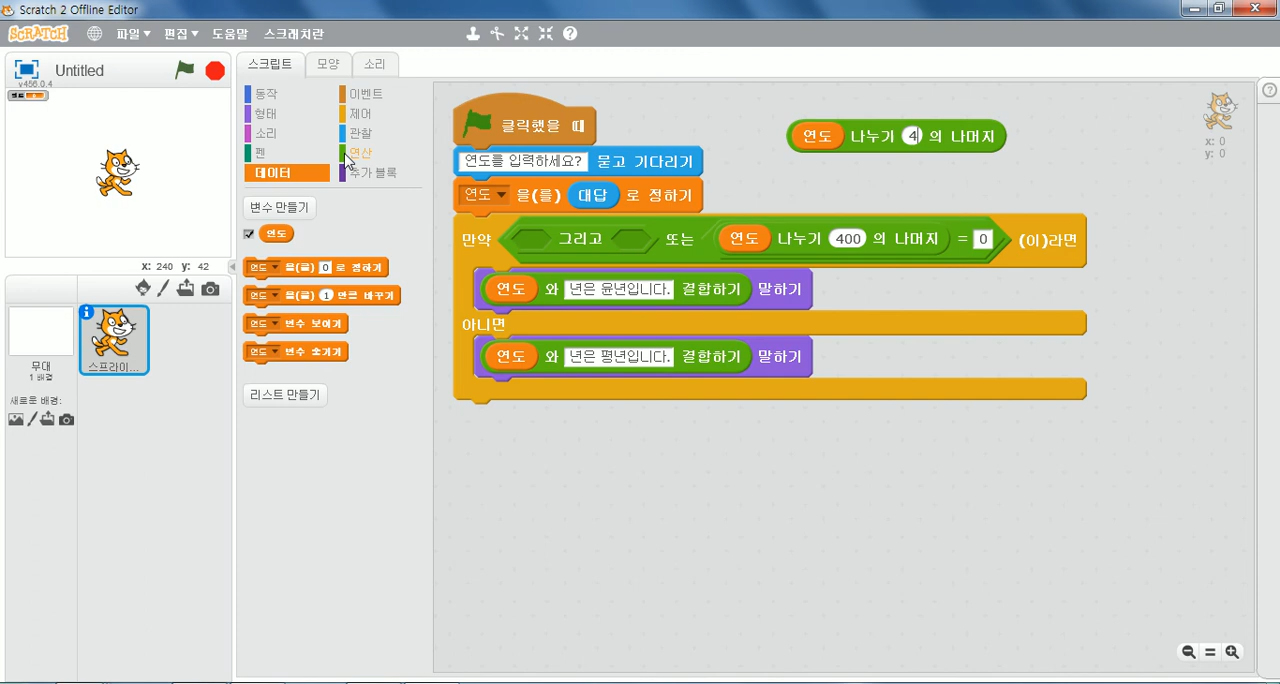 Scratch 2 Offline Editor
SCRATCH 파일 편집 도움말 스크래치란
Untitled
v456.0.4
스크립트 모양 소리
동작 이벤트
형태 제어
소리 관찰
펜 연산
데이터 추가 블록
변수 만들기
연도
연도 을(를) 0 로 정하기
연도 을(를) 1 만큼 바꾸기
연도 변수 보이기
연도 변수 숨기기
리스트 만들기
x: 240 y: 42
무대
1 배경
새로운 배경:
스프라이...
클릭했을 때
연도를 입력하세요? 묻고 기다리기
연도 을(를) 대답 로 정하기
만약 그리고 또는 연도 나누기 400 의 나머지 = 0 (이)라면
연도 와 년은 윤년입니다. 결합하기 말하기
아니면
연도 와 년은 평년입니다. 결합하기 말하기
연도 나누기 4 의 나머지
x: 0
y: 0